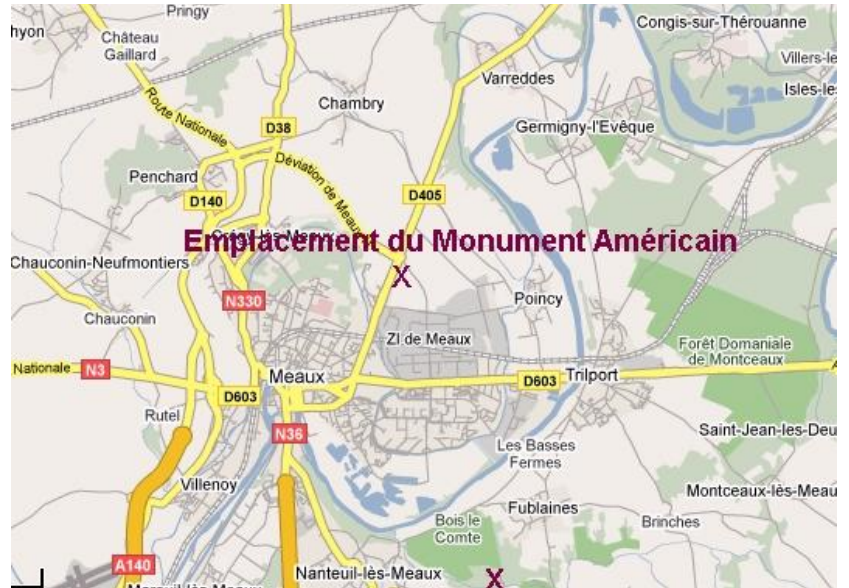 Pringy
Congis-sur-Thérouanne
Château
Gaillard
Villers-le
Varreddes
Isles-les
Chambry
Route Nationale
D38
Germigny-l'Evêque
Déviation de Meaux
Penchard
D140
D405
Emplacement du Monument Américain
X
Chauconin-Neufmontiers
N330
Poincy
Chauconin
ZI de Meaux
Forêt Domaniale
de Montceaux
Nationale
N3
Meaux
D603
D603
Trilport
Rutel
N36
Saint-Jean-les-Deu
Les Basses
Fermes
Villenoy
Montceaux-lès-Meau
Fublaines
Bois le
Comte
Brinches
A140
Nanteuil-lès-Meaux
X